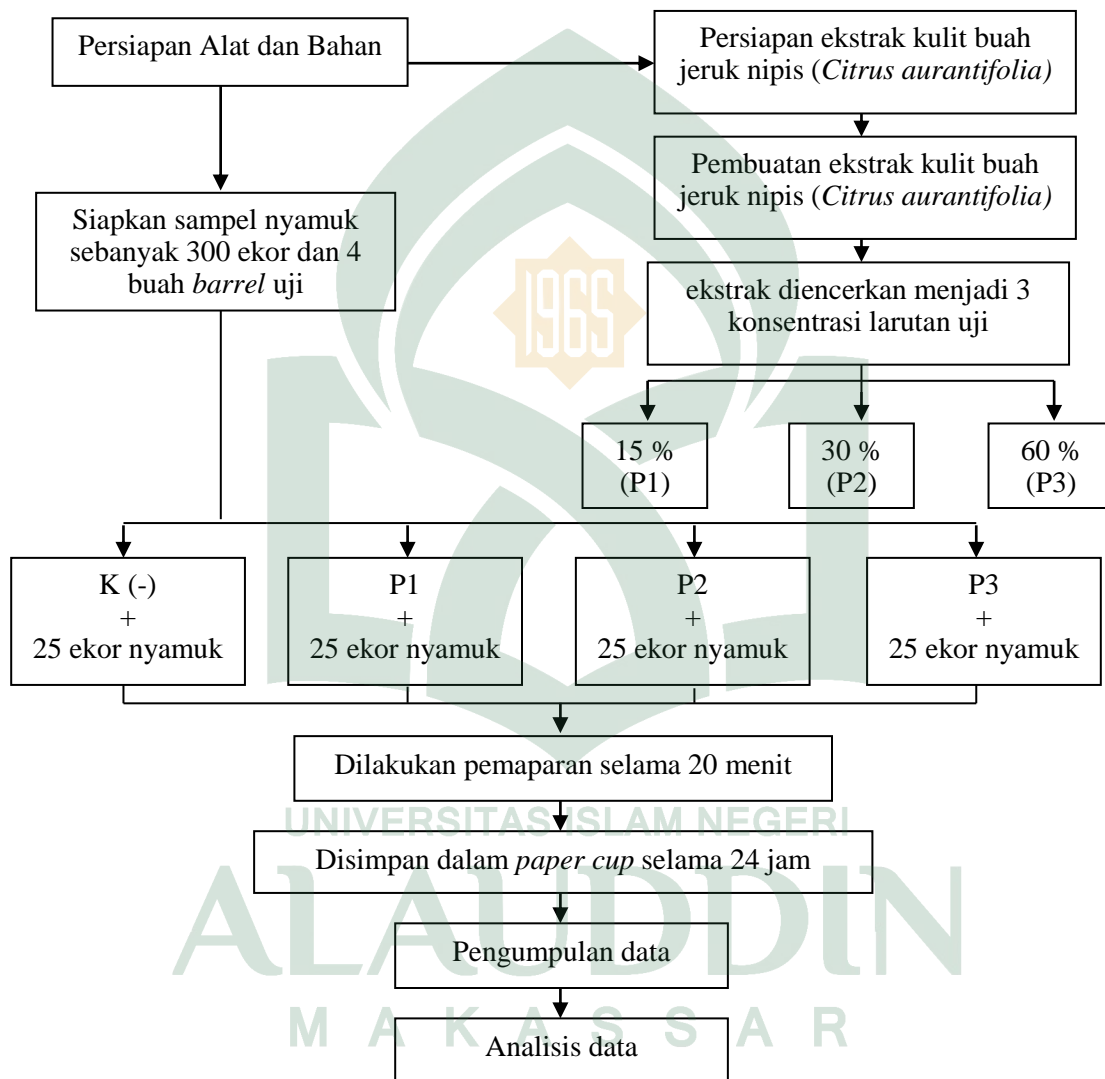 Persiapan Alat dan Bahan
Persiapan ekstrak kulit buah
jeruk nipis (Citrus aurantifolia)
Pembuatan ekstrak kulit buah
jeruk nipis (Citrus aurantifolia)
Siapkan sampel nyamuk
sebanyak 300 ekor dan 4
buah barrel uji
ekstrak diencerkan menjadi 3
konsentrasi larutan uji
1965
15 %
(P1)
30 %
(P2)
60 %
(P3)
K (-)
+
25 ekor nyamuk
P1
+
25 ekor nyamuk
P2
+
25 ekor nyamuk
P3
+
25 ekor nyamuk
Dilakukan pemaparan selama 20 menit
UNIVERSITAS ISLAM NEGERI
Disimpan dalam paper cup selama 24 jam
ALAUDDIN
Pengumpulan data
MAKASSAR
Analisis data